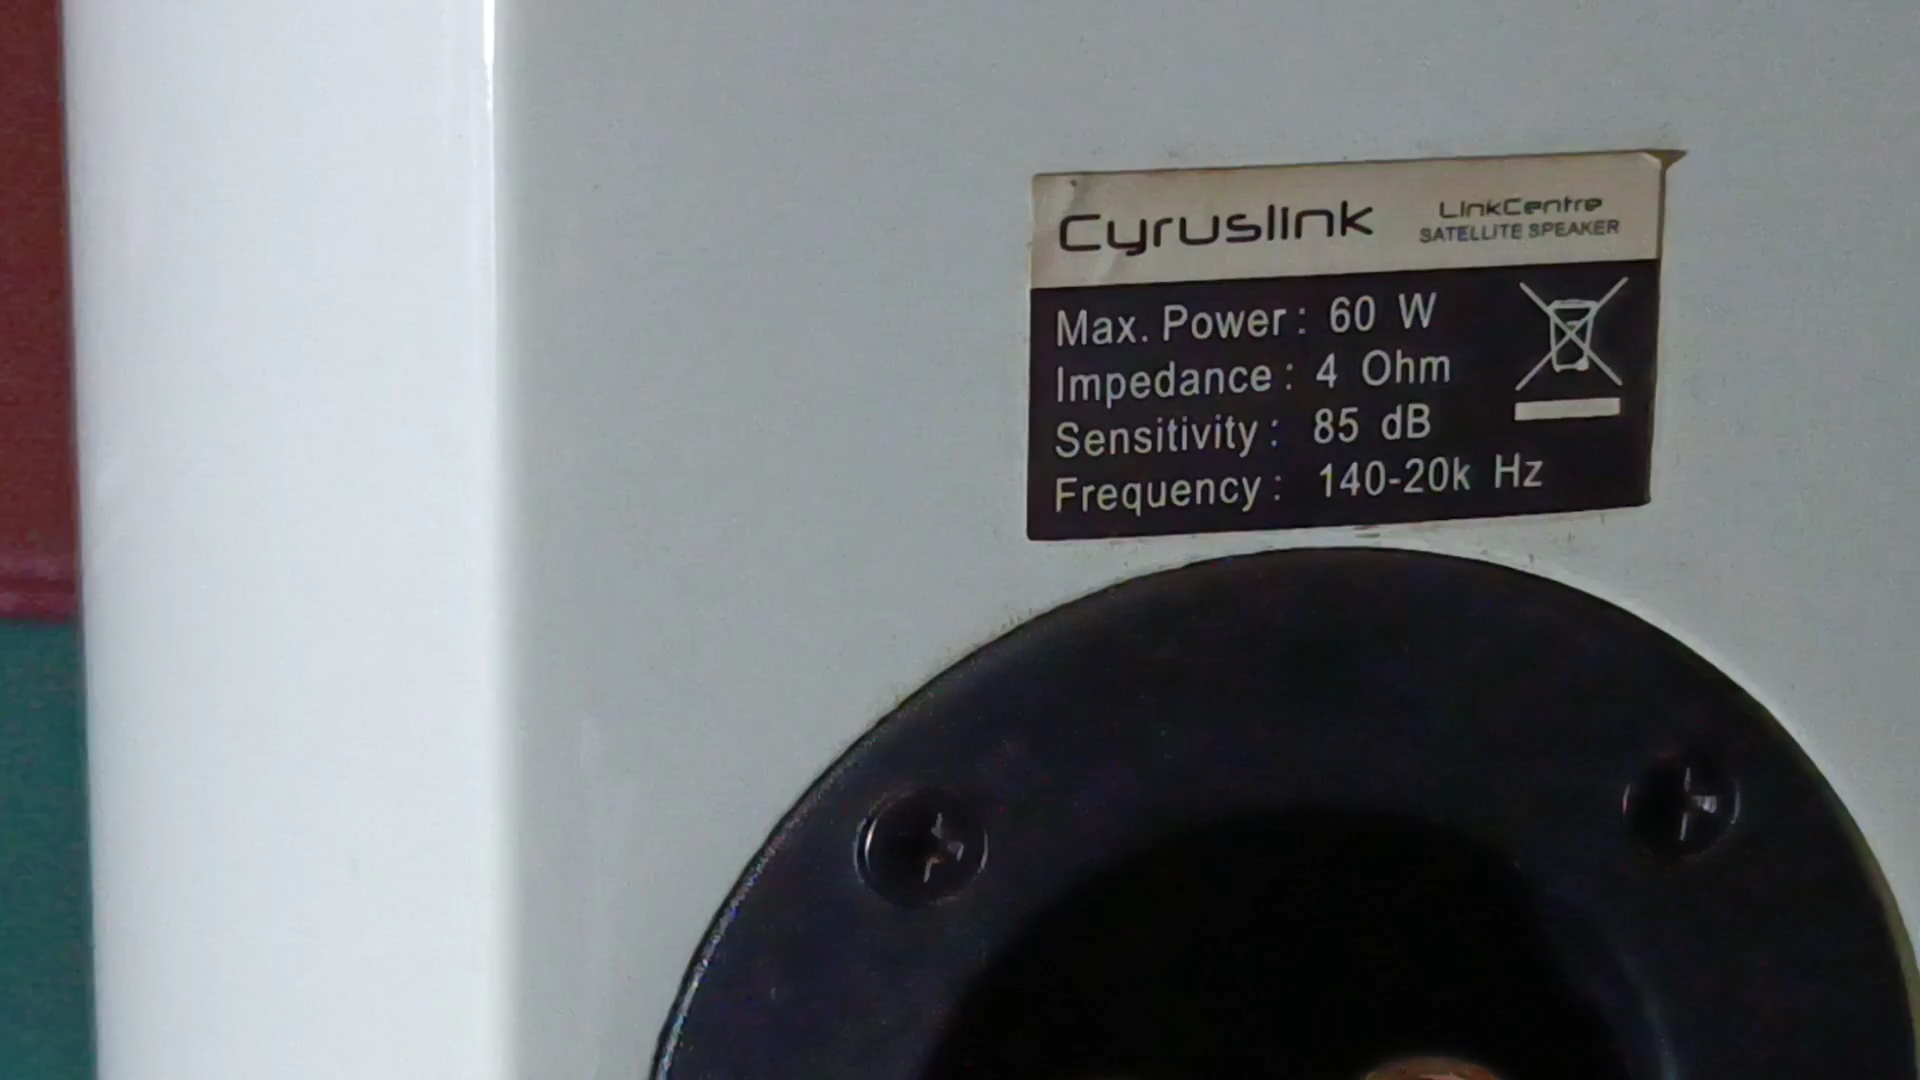 Cyruslink
LinkCentre
SATELLITE SPEAKER
Max. Power : 60 W
Impedance : 4 Ohm
Sensitivity : 85 dB
Frequency : 140-20k Hz